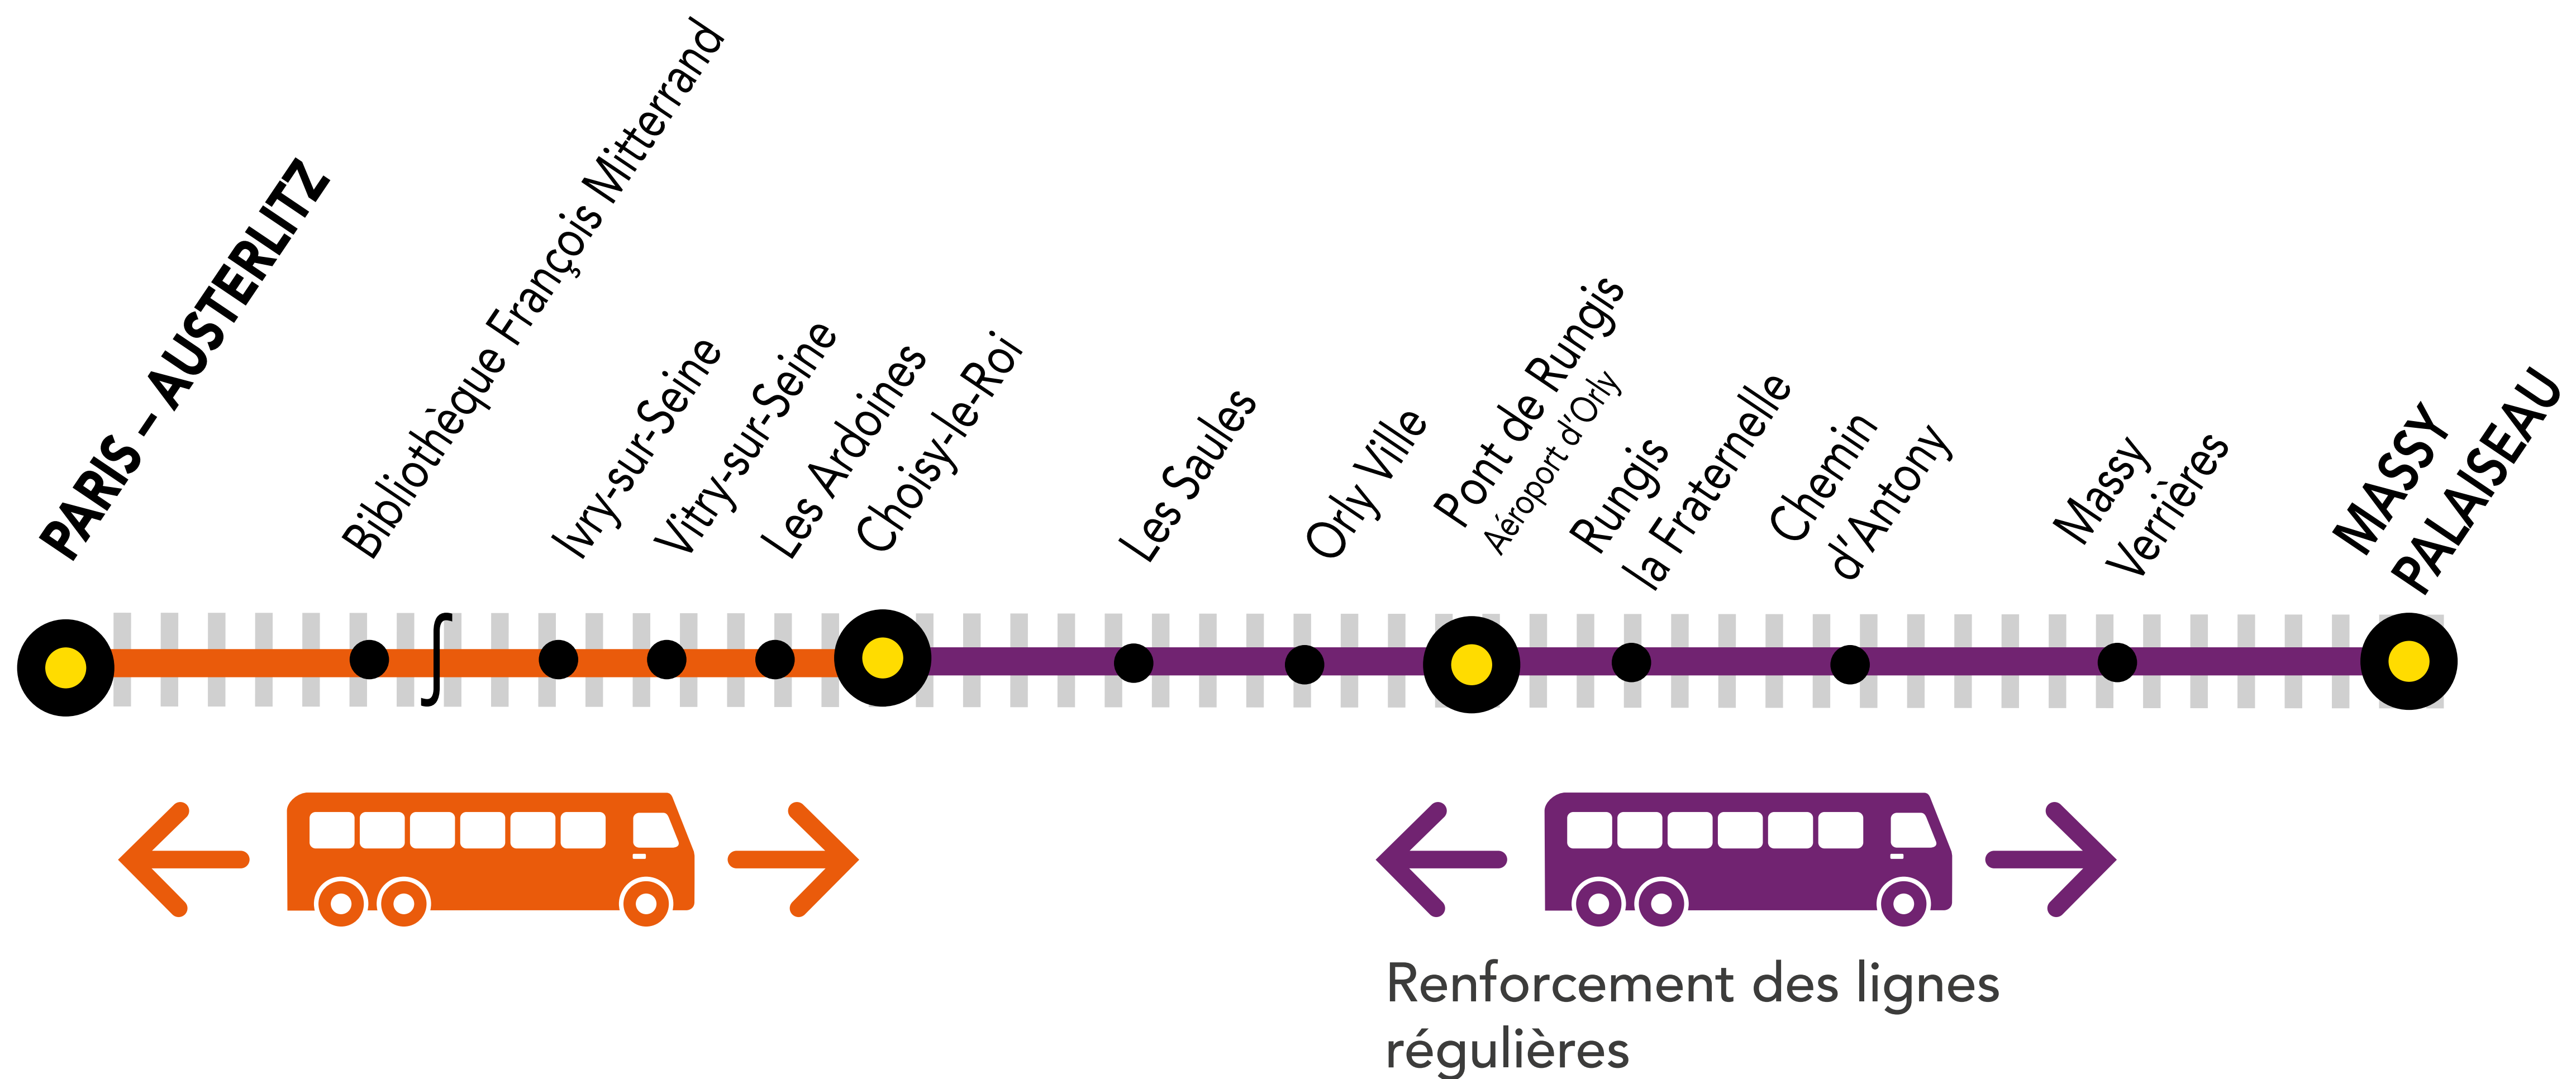 PARIS – AUSTERLITZ
Bibliothèque François Mitterrand
Ivry-sur-Seine
Vitry-sur-Seine
Les Ardoines
Choisy-le-Roi
Les Saules
Orly Ville
Pont de Rungis
Aéroport d'Orly
Rungis
la Fraternelle
Chemin
d'Antony
Massy
Verrières
MASSY
PALAISEAU
Renforcement des lignes
régulières